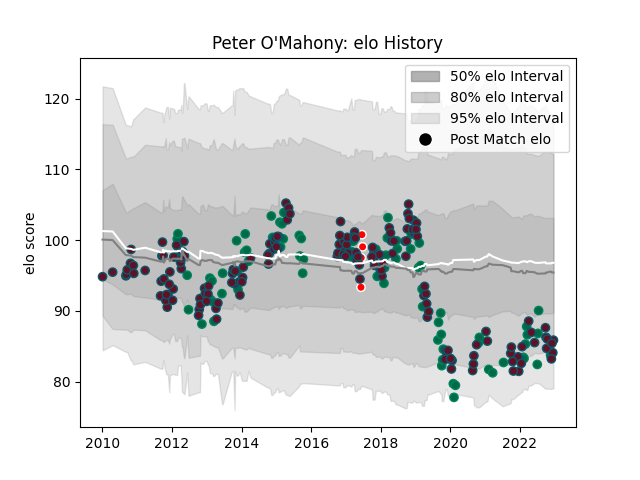 Peter O'Mahony: elo History
50% elo Interval
80% elo Interval
95% elo Interval
Post Match elo
elo score
120
110
100
90
80
2010 2012 2014 2016 2018 2020 2022